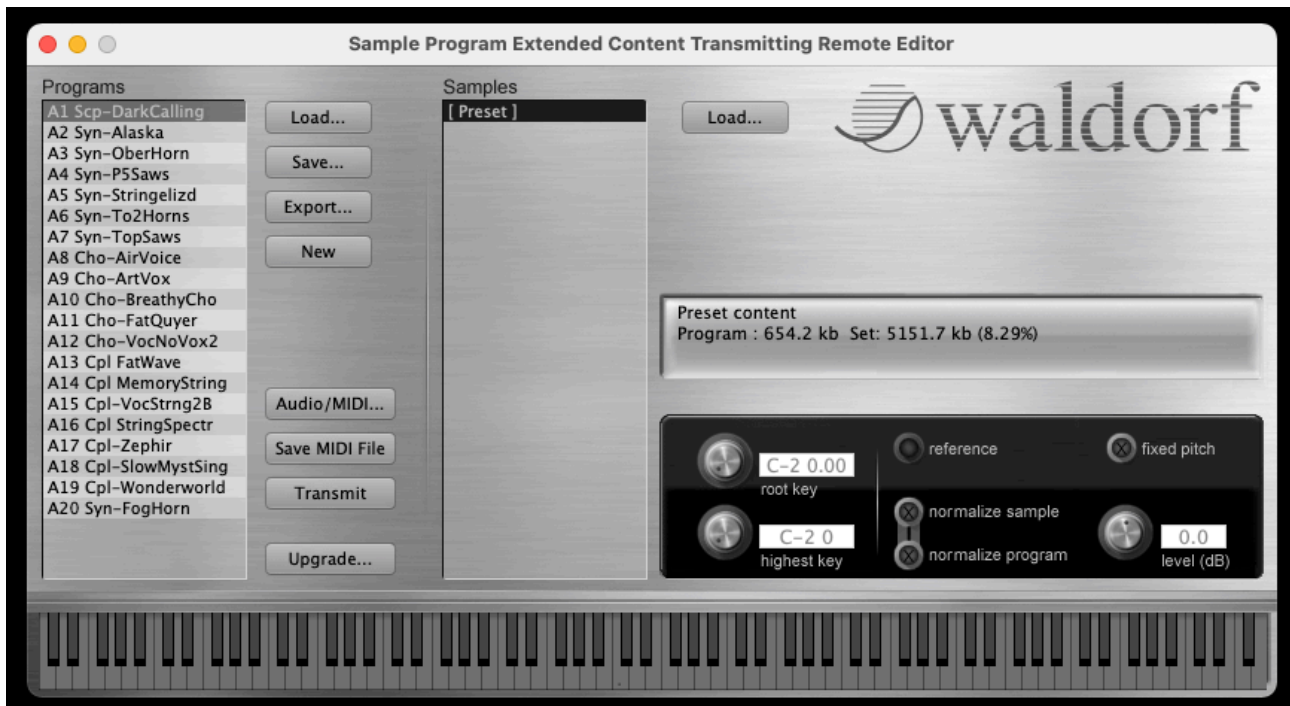 Sample Program Extended Content Transmitting Remote Editor
Programs
A1 Scp-DarkCalling
A2 Syn-Alaska
A3 Syn-OberHorn
A4 Syn-P5Saws
A5 Syn-Stringelizd
A6 Syn-To2Horns
A7 Syn-TopSaws
A8 Cho-AirVoice
A9 Cho-ArtVox
A10 Cho-BreathyCho
A11 Cho-FatQuyer
A12 Cho-VocNoVox2
A13 Cpl FatWave
A14 Cpl MemoryString
A15 Cpl-VocStrng2B
A16 Cpl StringSpectr
A17 Cpl-Zephir
A18 Cpl-SlowMystSing
A19 Cpl-Wonderworld
A20 Syn-FogHorn
Load...
Save...
Export...
New
Audio/MIDI...
Save MIDI File
Transmit
Upgrade...
Samples
[ Preset ]
Load...
waldorf
Preset content
Program : 654.2 kb Set: 5151.7 kb (8.29%)
C-2 0.00
root key
C-2 0
highest key
reference
normalize sample
normalize program
fixed pitch
0.0
level (dB)